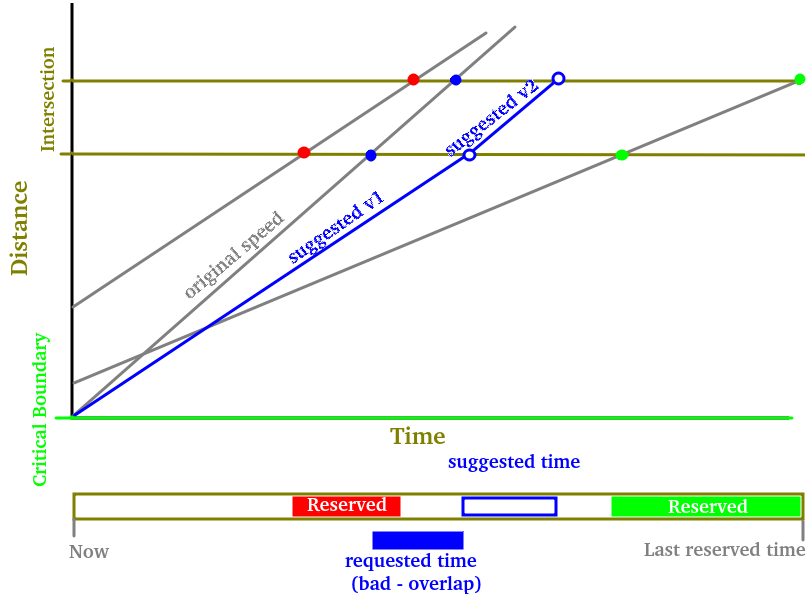 Intersection
suggested v2
Distance
original speed
suggested v1
Critical Boundary
Time
suggested time
Reserved
Reserved
Now
Last reserved time
requested time
(bad - overlap)